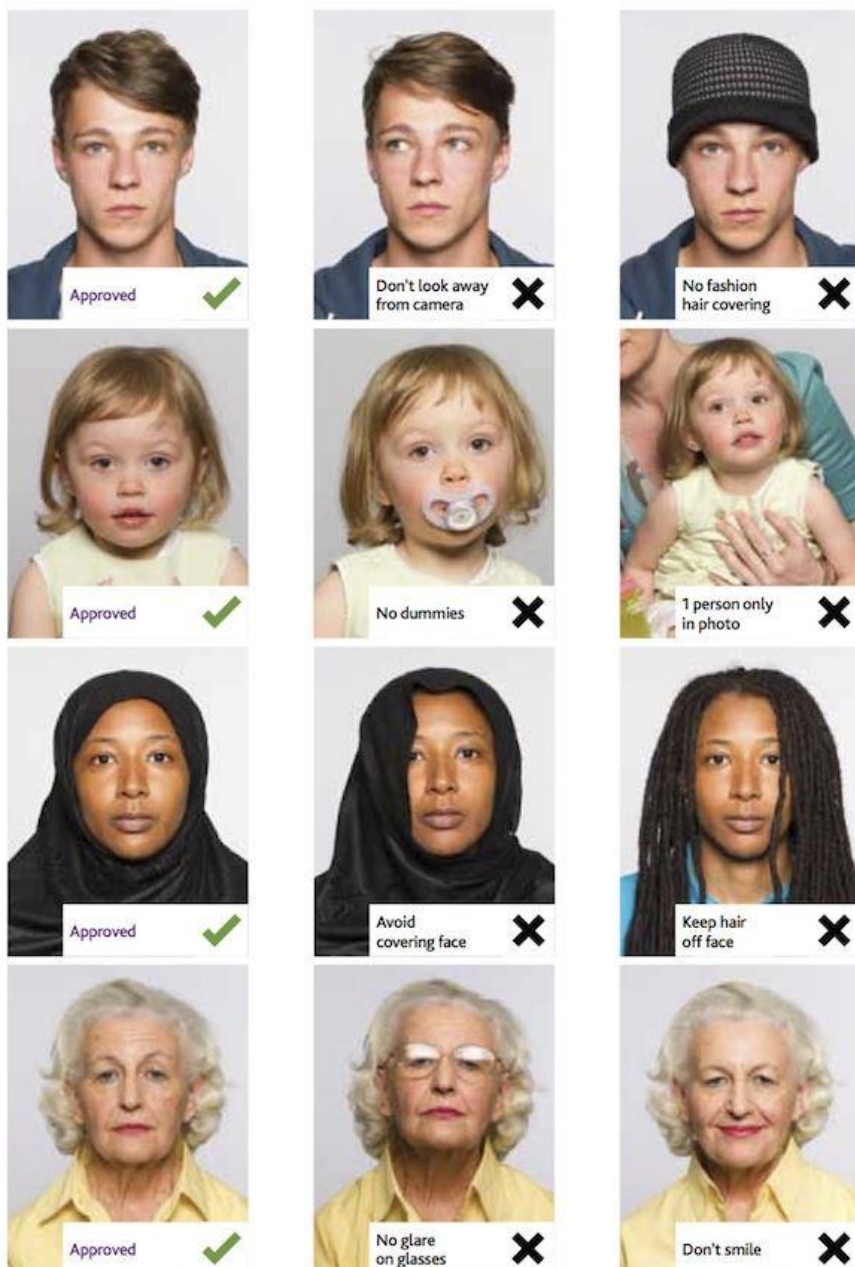 Approved
Don't look away
from camera
No fashion
hair covering
Approved
No dummies
1 person only
in photo
Approved
Avoid
covering face
Keep hair
off face
Approved
No glare
on glasses
Don't smile